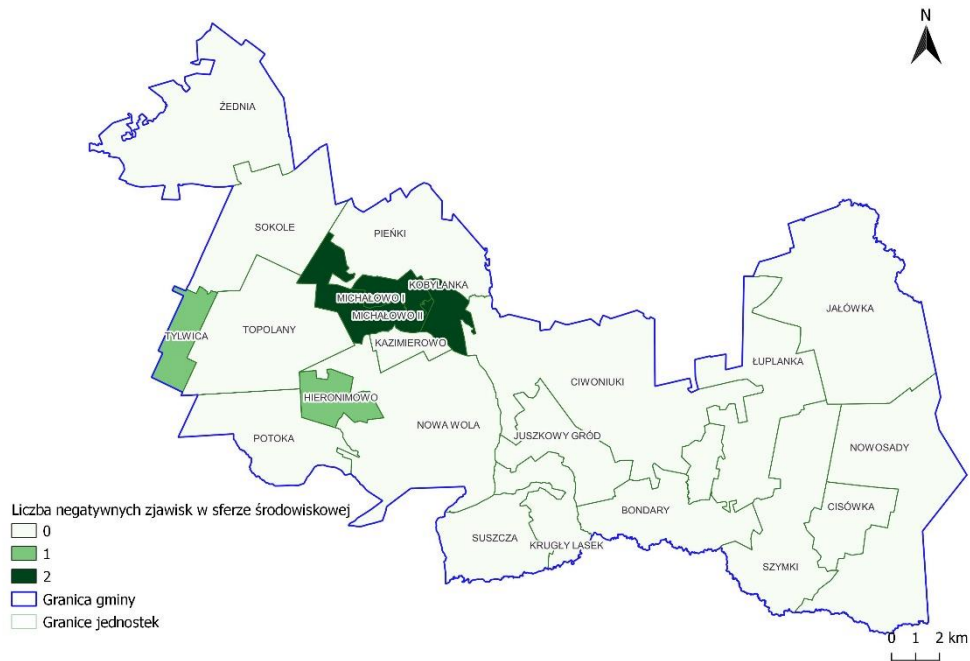 N
ŻEDNIA
SOKOLE
PIEŃKI
KOBYLANKA
MICHAŁOWO I
MICHAŁOWO II
JAŁÓWKA
TYLWICA
TOPOLANY
KAZIMIEROWO
ŁUPLANKA
CIWONIUKI
HIERONIMOWO
NOWA WOLA
POTOKA
JUSZKOWY GRÓD
NOWOSADY
CISÓWKA
BONDARY
SUSZCZA
KRUGŁY LASEK
SZYMKI
Liczba negatywnych zjawisk w sferze środowiskowej
0
1
2
Granica gminy
Granice jednostek
0 1 2 km